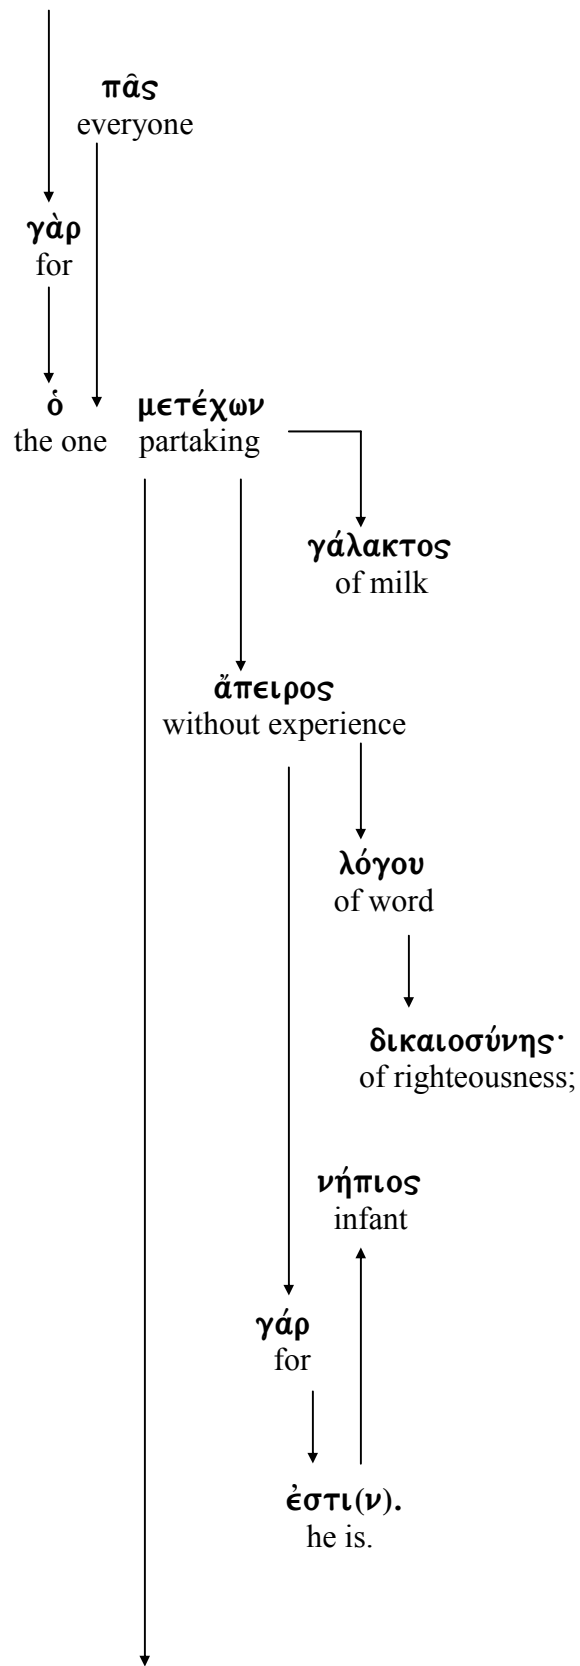 πᾶς
everyone
γὰρ
for
ὁ μετέχων
the one partaking
γάλακτος
of milk
ἄπειρος
without experience
λόγου
of word
δικαιοσύνης·
of righteousness;
νήπιος
infant
γάρ
for
ἐστι(ν).
he is.